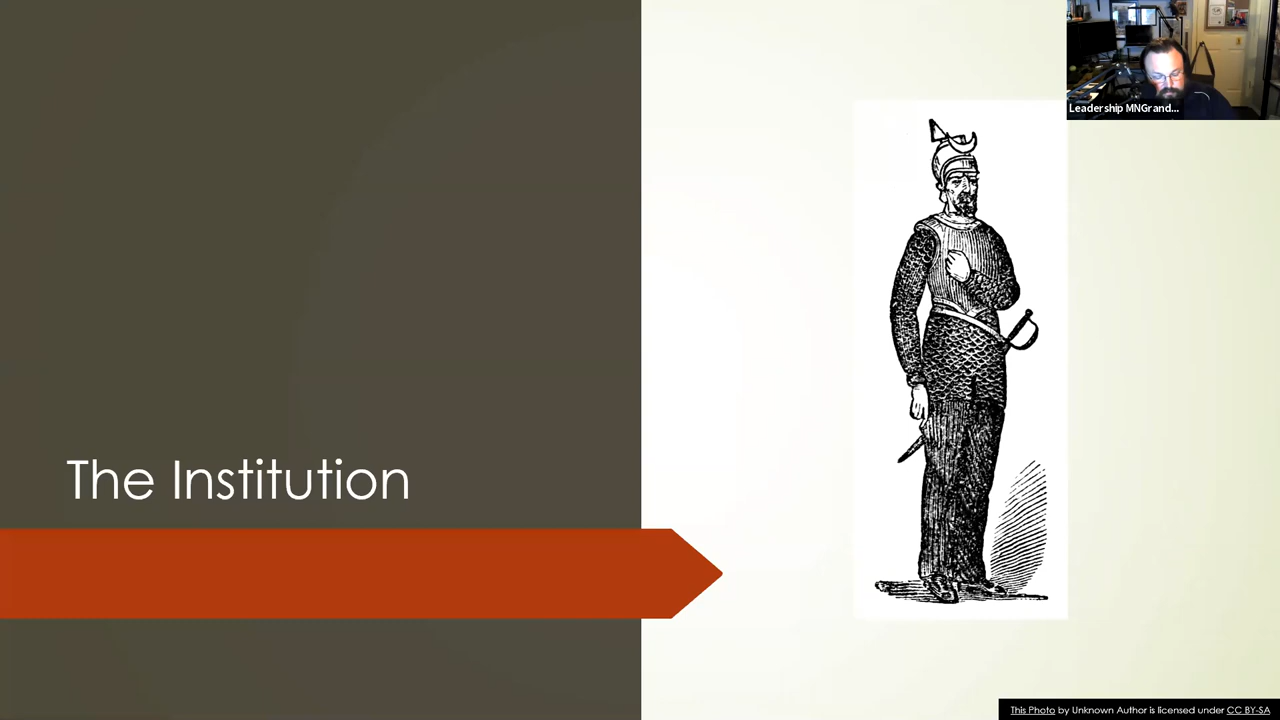 Leadership MNGrand...
The Institution
This Photo by Unknown Author is licensed under CC BY-SA